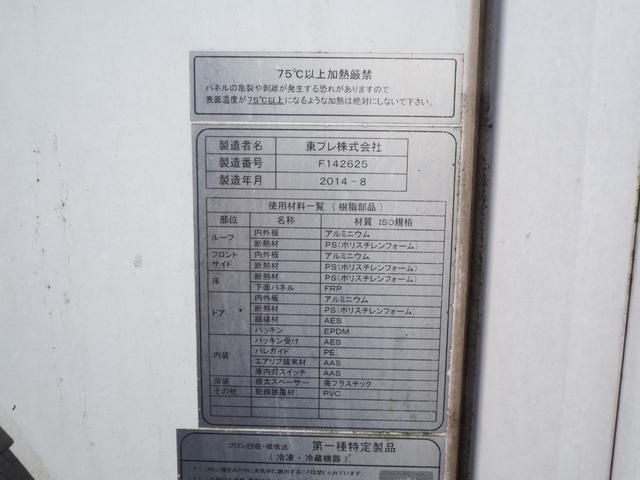 75℃以上加熱厳禁
パネルの亀裂や剥離が発生する恐れがありますので
表面温度が75℃以上になるような加熱は絶対にしないで下さい。
製造者名 東プレ株式会社
製造番号 F142625
製造年月 2014-8
使用材料一覧 (樹脂部品)
部位 名称 材質 ISO規格
ルーフ 内外板 アルミニウム
断熱材 PS(ポリスチレンフォーム)
フロント サイド 内外板 アルミニウム
断熱材 PS(ポリスチレンフォーム)
床 断熱材 PS(ポリスチレンフォーム)
下面パネル FRP
ドア 内外板 アルミニウム
断熱材 PS(ポリスチレンフォーム)
額縁材 AES
パッキン EPDM
内装 パッキン受け AES
バレガイド PE
エアリブ端末材 AAS
庫内灯スイッチ AAS
架装 根太スペーサー 廃プラスチック
その他 配線被覆材 PVC
フロン回収・破壊法 第一種特定製品
(冷凍・冷蔵機器)